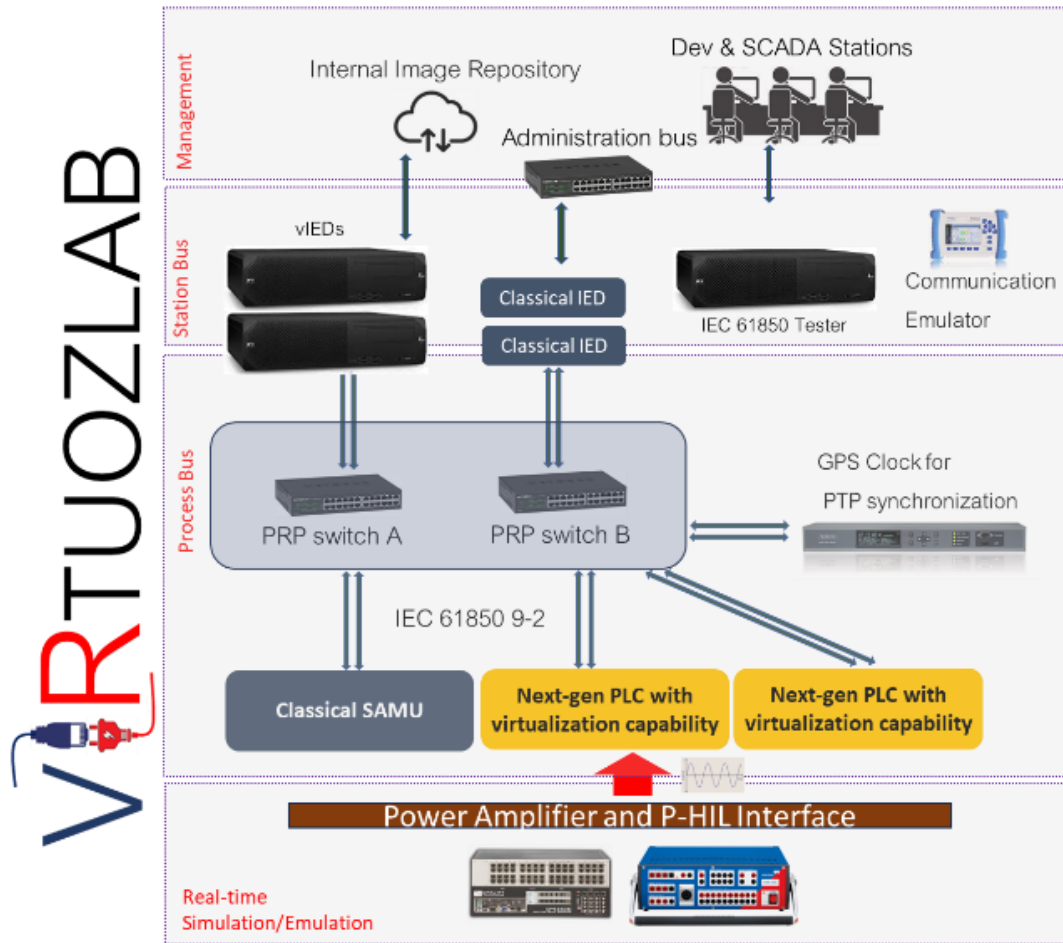 VIRTUOZLAB
Management
Internal Image Repository
Dev & SCADA Stations
Administration bus
Station Bus
vIEDs
Classical IED
Classical IED
IEC 61850 Tester
Communication
Emulator
Process Bus
PRP switch A
PRP switch B
GPS Clock for
PTP synchronization
IEC 61850 9-2
Classical SAMU
Next-gen PLC with
virtualization capability
Next-gen PLC with
virtualization capability
Power Amplifier and P-HIL Interface
Real-time
Simulation/Emulation